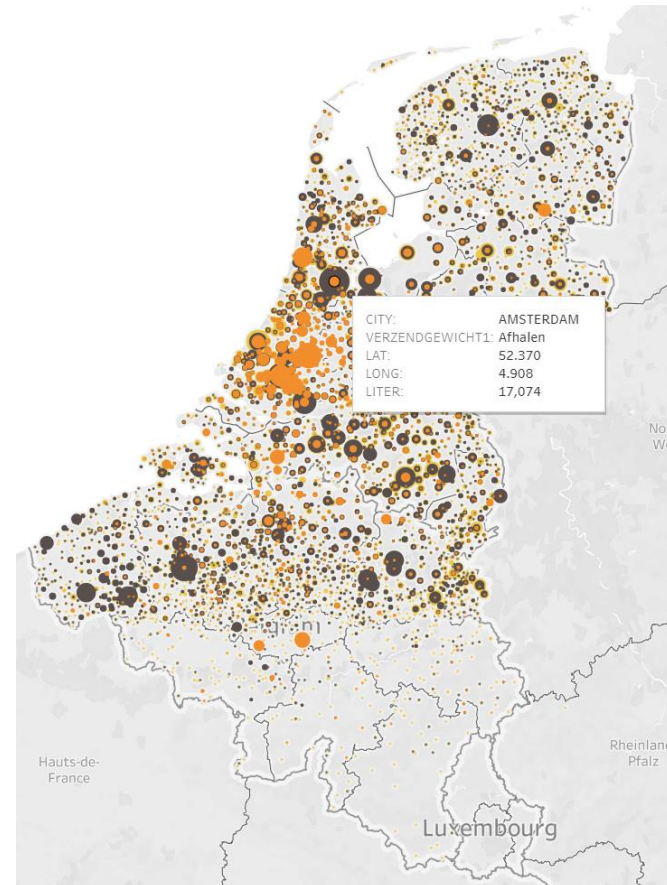 CITY: AMSTERDAM
VERZENDGEWICHT1: Afhalen
LAT: 52.370
LONG: 4.908
LITER: 17,074
Hauts-de-
France
Rheinland
Pfalz
Luxembourg